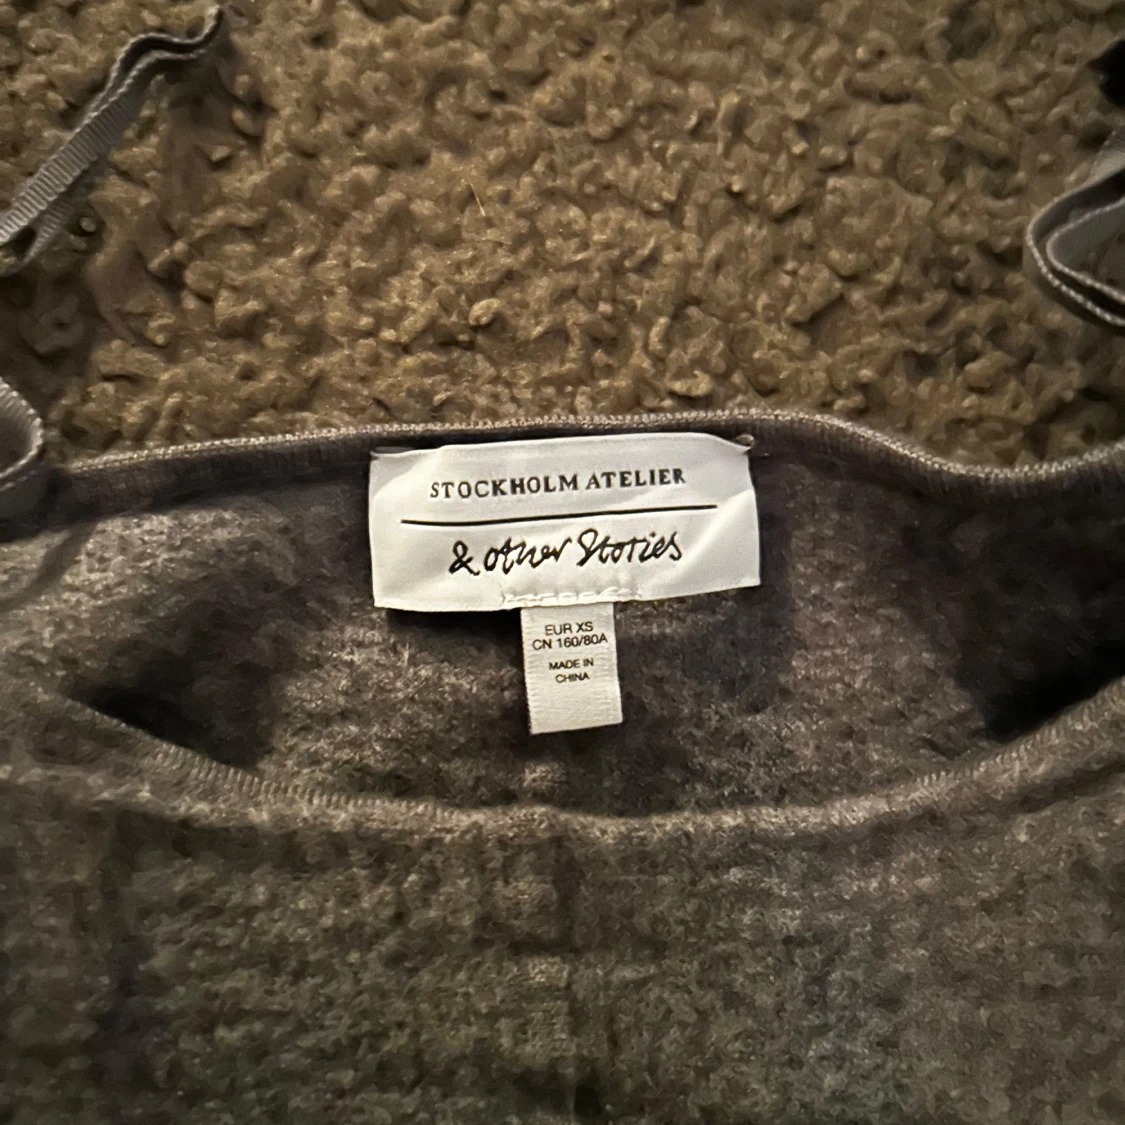 STOCKHOLM ATELIER
& other Stories
EUR XS
CN 160/80A
MADE IN
CHINA